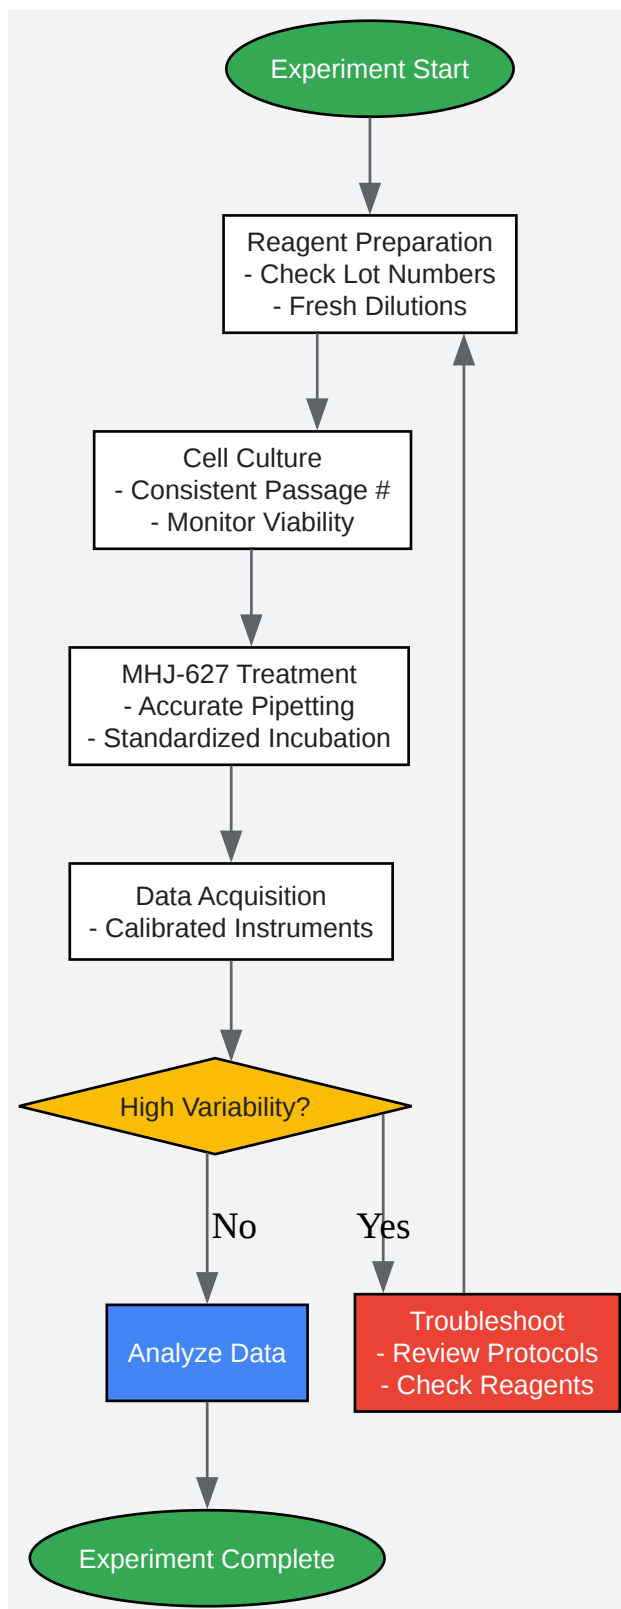 Experiment Start
Reagent Preparation
- Check Lot Numbers
- Fresh Dilutions
Cell Culture
- Consistent Passage #
- Monitor Viability
MHJ-627 Treatment
- Accurate Pipetting
- Standardized Incubation
Data Acquisition
- Calibrated Instruments
High Variability?
No
Yes
Analyze Data
Troubleshoot
- Review Protocols
- Check Reagents
Experiment Complete